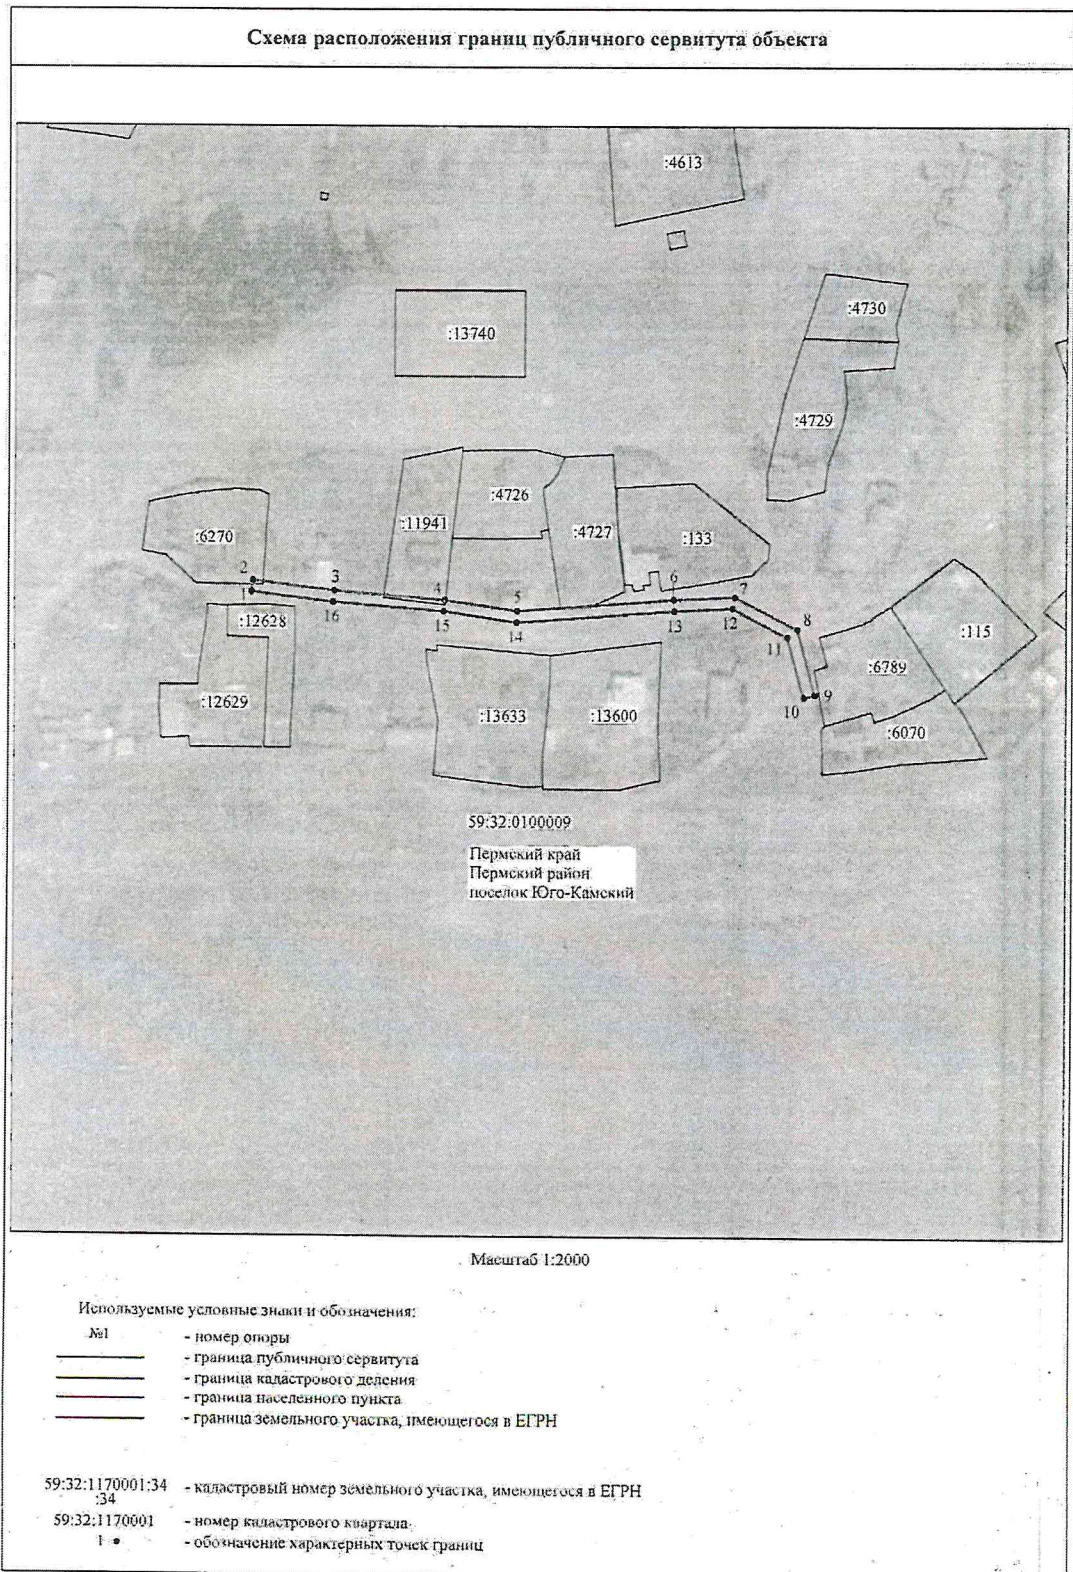 Схема расположения границ публичного сервитута объекта
:4613
:4730
:13740
:4729
:4726
:11941
:4727
:133
:6270
2
3
4
5
6
7
1
16
15
14
13
12
8
11
:12628
:115
:6789
:12629
10
9
:13633
:13600
:6070
59:32:0100009
Пермский край
Пермский район
поселок Юго-Камский
Масштаб 1:2000
Используемые условные знаки и обозначения:
№1 - номер опоры
- граница публичного сервитута
- граница кадастрового деления
- граница населенного пункта
- граница земельного участка, имеющегося в ЕГРН
59:32:1170001:34 - кадастровый номер земельного участка, имеющегося в ЕГРН
:34
59:32:1170001 - номер кадастрового квартала
1 - обозначение характерных точек границ